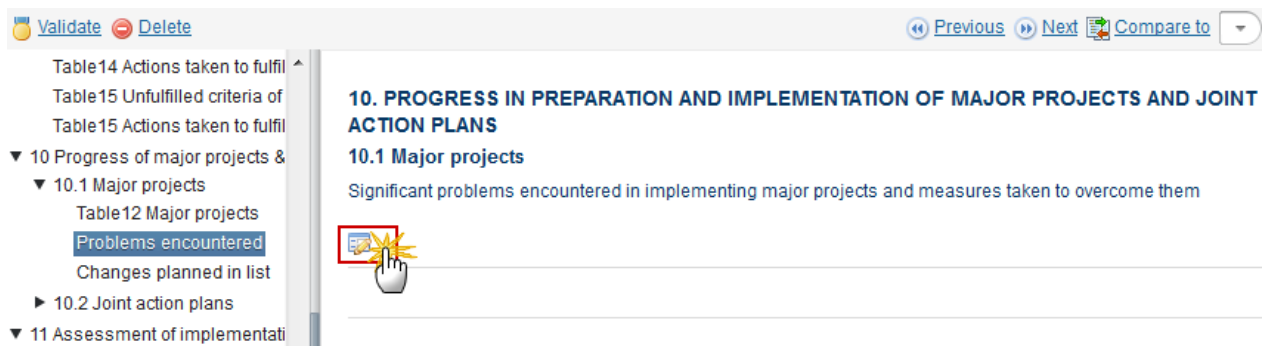 Validate Delete Previous Next Compare to
Table14 Actions taken to fulfil
Table15 Unfulfilled criteria of
Table15 Actions taken to fulfil
10 Progress of major projects &
10.1 Major projects
Table12 Major projects
Problems encountered
Changes planned in list
10.2 Joint action plans
11 Assessment of implementati
10. PROGRESS IN PREPARATION AND IMPLEMENTATION OF MAJOR PROJECTS AND JOINT
ACTION PLANS
10.1 Major projects
Significant problems encountered in implementing major projects and measures taken to overcome them